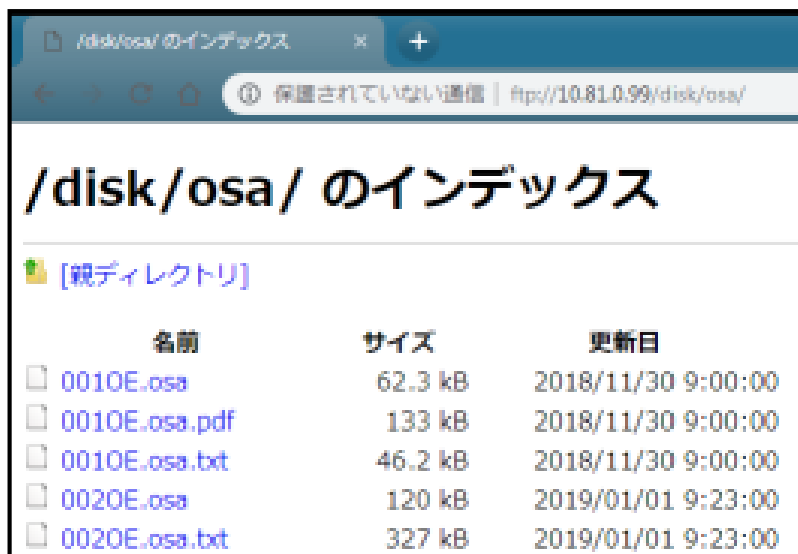 /disk/osa/ のインデックス × +
保護されていない通信 | ftp://10.81.0.99/disk/osa/
/disk/osa/ のインデックス
[親ディレクトリ]
名前 サイズ 更新日
001OE.osa 62.3 kB 2018/11/30 9:00:00
001OE.osa.pdf 133 kB 2018/11/30 9:00:00
001OE.osa.txt 46.2 kB 2018/11/30 9:00:00
002OE.osa 120 kB 2019/01/01 9:23:00
002OE.osa.txt 327 kB 2019/01/01 9:23:00